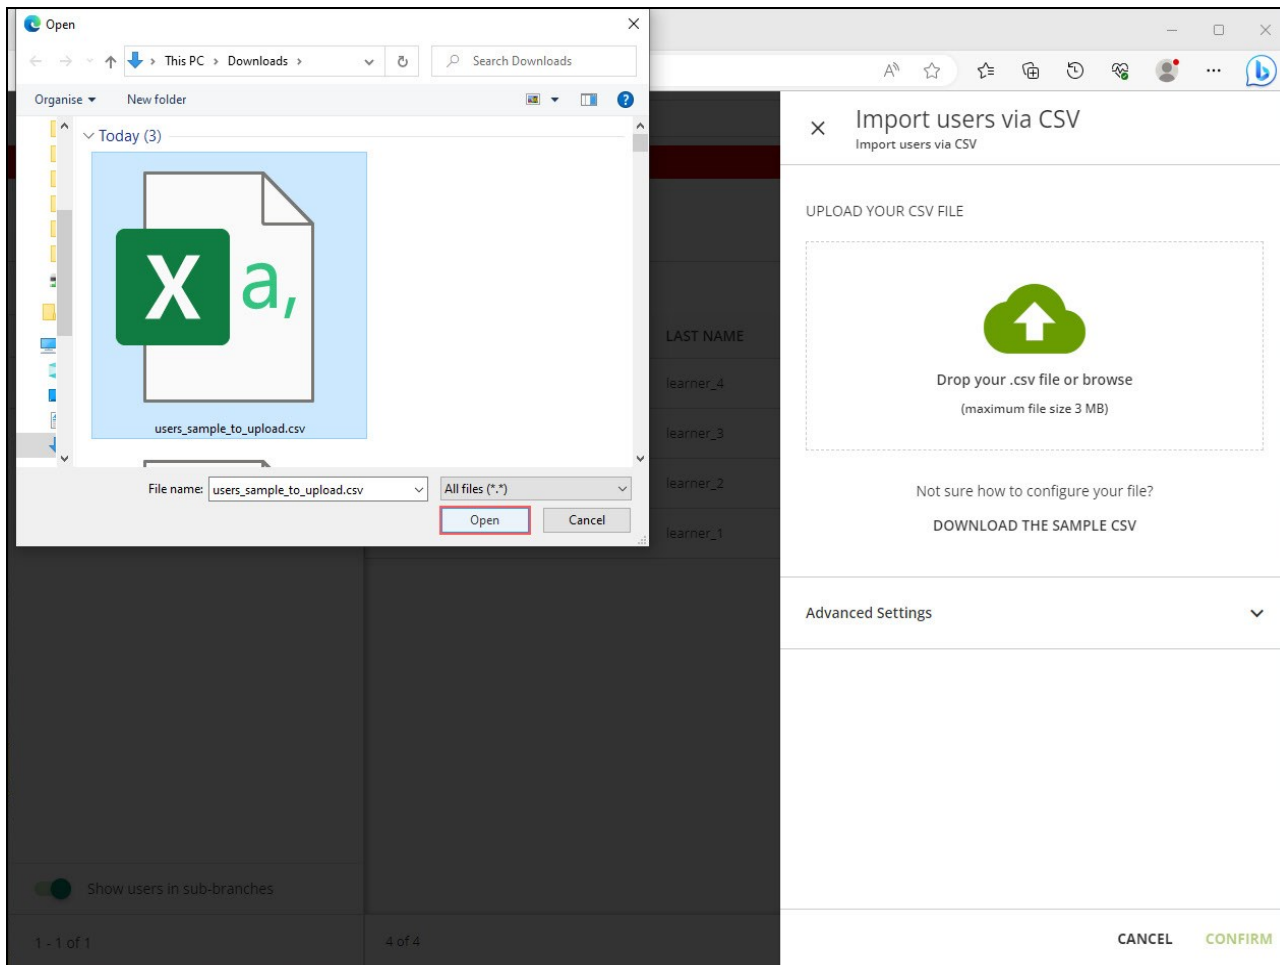 Open
This PC > Downloads >
Search Downloads
Organise
New folder
Today (3)
X a,
users_sample_to_upload.csv
File name: users_sample_to_upload.csv
All files (*.*)
Open
Cancel
LAST NAME
learner_4
learner_3
learner_2
learner_1
Show users in sub-branches
1 - 1 of 1
4 of 4
Import users via CSV
Import users via CSV
UPLOAD YOUR CSV FILE
Drop your .csv file or browse
(maximum file size 3 MB)
Not sure how to configure your file?
DOWNLOAD THE SAMPLE CSV
Advanced Settings
CANCEL
CONFIRM